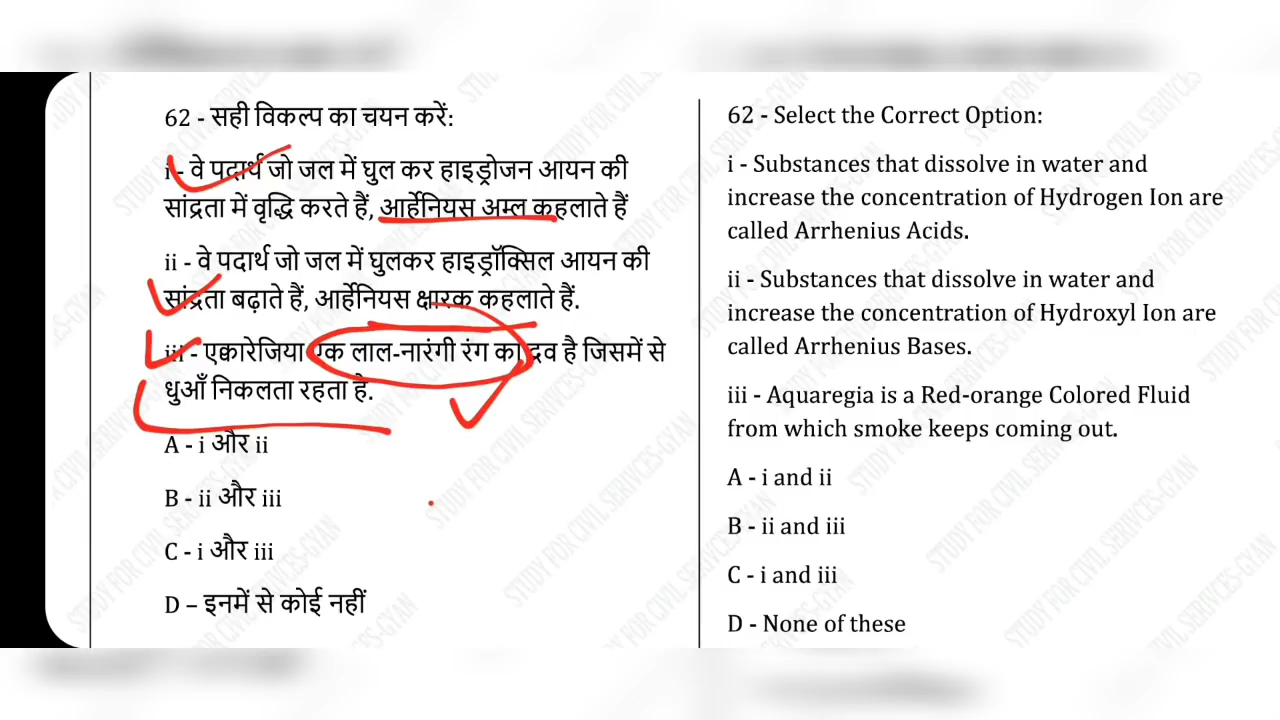 62 - सही विकल्प का चयन करें:
i - वे पदार्थ जो जल में घुल कर हाइड्रोजन आयन की
सांद्रता में वृद्धि करते हैं, आर्हेनियस अम्ल कहलाते हैं
ii - वे पदार्थ जो जल में घुलकर हाइड्रॉक्सिल आयन की
सांद्रता बढ़ाते हैं, आर्हेनियस क्षारक कहलाते हैं.
iii - एक्वारेजिया एक लाल-नारंगी रंग का द्रव है जिसमें से
धुआँ निकलता रहता है.
A - i और ii
B - ii और iii
C - i और iii
D – इनमें से कोई नहीं
62 - Select the Correct Option:
i - Substances that dissolve in water and
increase the concentration of Hydrogen Ion are
called Arrhenius Acids.
ii - Substances that dissolve in water and
increase the concentration of Hydroxyl Ion are
called Arrhenius Bases.
iii - Aquaregia is a Red-orange Colored Fluid
from which smoke keeps coming out.
A - i and ii
B - ii and iii
C - i and iii
D - None of these
STUDY FOR CIVIL SERIVCES-GYAN